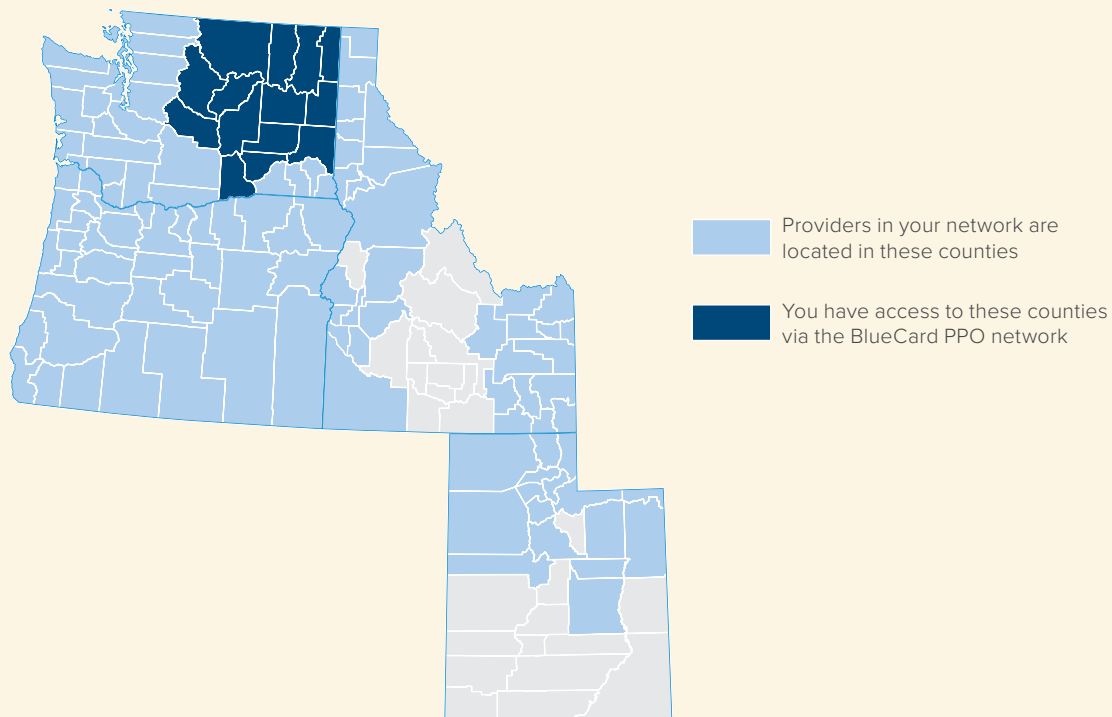 Providers in your network are
located in these counties
You have access to these counties
via the BlueCard PPO network